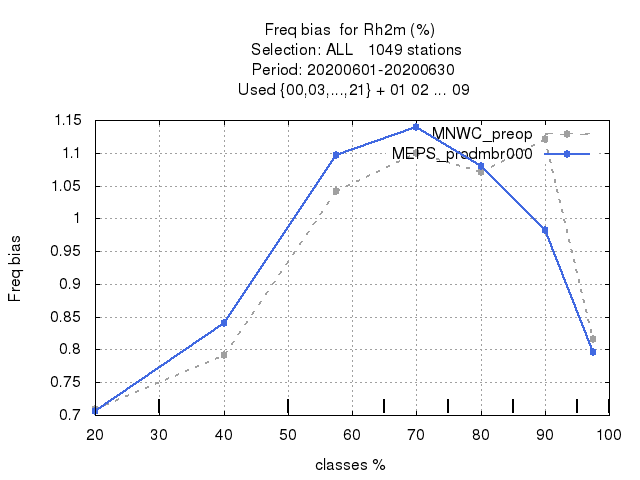 Freq bias  for Rh2m (%)
Selection: ALL   1049 stations
Period: 20200601-20200630
Used {00,03,...,21} + 01 02 ... 09
MNWC_preop
MEPS_prodmbr000
1.15
1.1
1.05
1
0.95
0.9
0.85
0.8
0.75
0.7
Freq bias
20 30 40 50 60 70 80 90 100
classes %